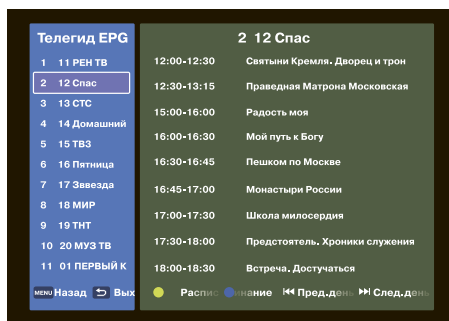 Телегид EPG
1 11 РЕН ТВ
2 12 Спас
3 13 СТС
4 14 Домашний
5 15 ТВ3
6 16 Пятница
7 17 Звезда
8 18 МИР
9 19 ТНТ
10 20 МУЗ ТВ
11 01 ПЕРВЫЙ К
MENU Назад Вых
2 12 Спас
12:00-12:30 Святыни Кремля. Дворец и трон
12:30-13:15 Праведная Матрона Московская
15:00-16:00 Радость моя
16:00-16:30 Мой путь к Богу
16:30-16:45 Пешком по Москве
16:45-17:00 Монастыри России
17:00-17:30 Школа милосердия
17:30-18:00 Предстоятель. Хроники служения
18:00-18:30 Встреча. Достучаться
Распис инание Пред.день След.день